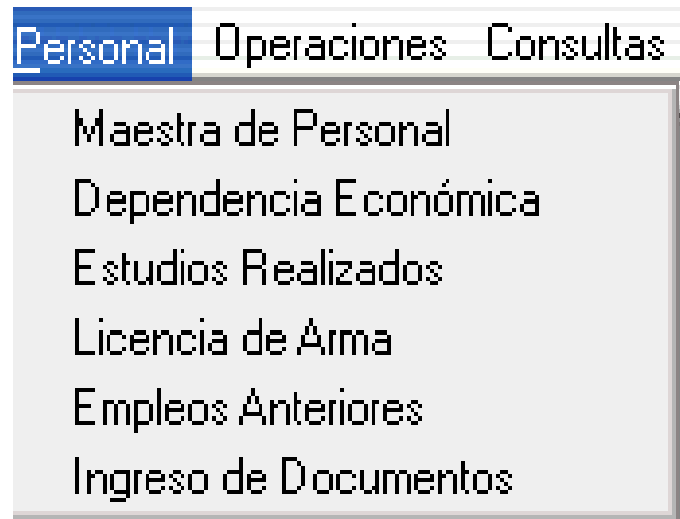 Personal Operaciones Consultas
Maestra de Personal
Dependencia Económica
Estudios Realizados
Licencia de Arma
Empleos Anteriores
Ingreso de Documentos